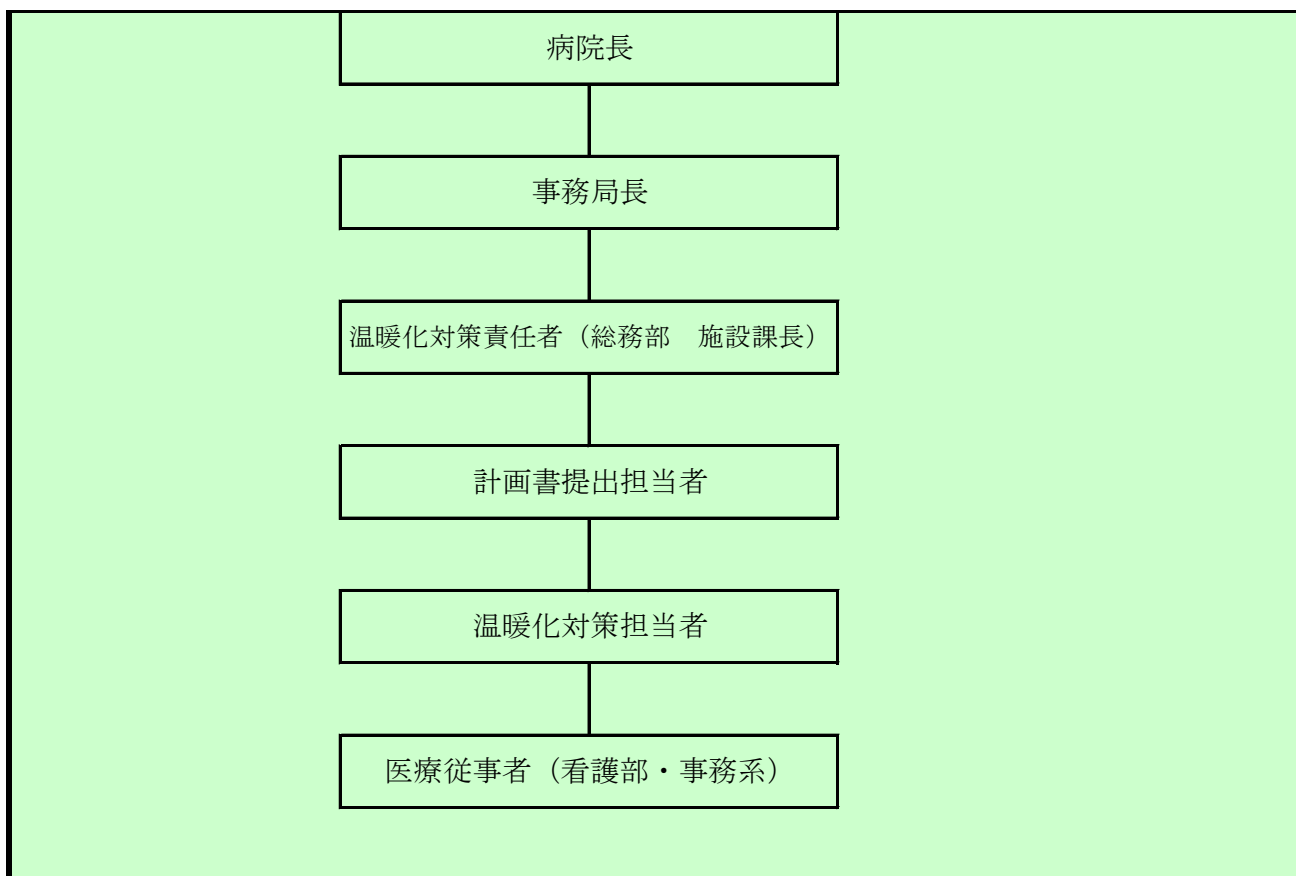 病院長
事務局長
温暖化対策責任者（総務部　施設課長）
計画書提出担当者
温暖化対策担当者
医療従事者（看護部・事務系）